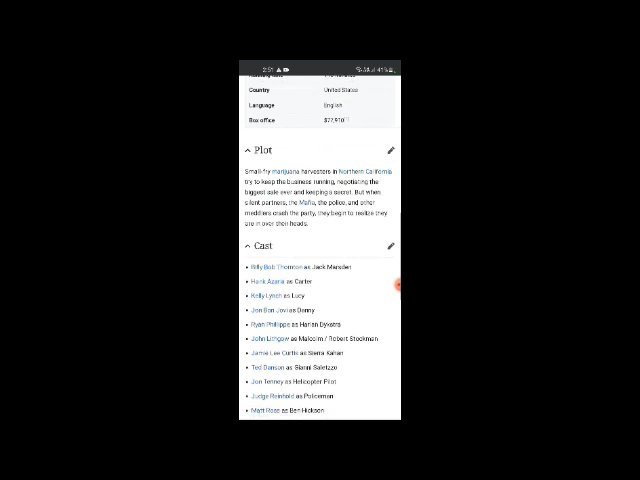 2:51
41%
Country United States
Language English
Box office $77,910
Plot
Small-fry marijuana harvesters in Northern California
try to keep the business running, negotiating the
biggest sale ever and keeping a secret. But when
silent partners, the Mafia, the police, and other
meddlers crash the party, they begin to realize they
are in over their heads.
Cast
• Billy Bob Thornton as Jack Marsden
• Hank Azaria as Carter
• Kelly Lynch as Lucy
• Jon Bon Jovi as Danny
• Ryan Phillippe as Harlan Dykstra
• John Lithgow as Malcolm / Robert Stockman
• Jamie Lee Curtis as Sierra Kahan
• Ted Danson as Gianni Saletzzo
• Jon Tenney as Helicopter Pilot
• Judge Reinhold as Policeman
• Matt Ross as Ben Hickson